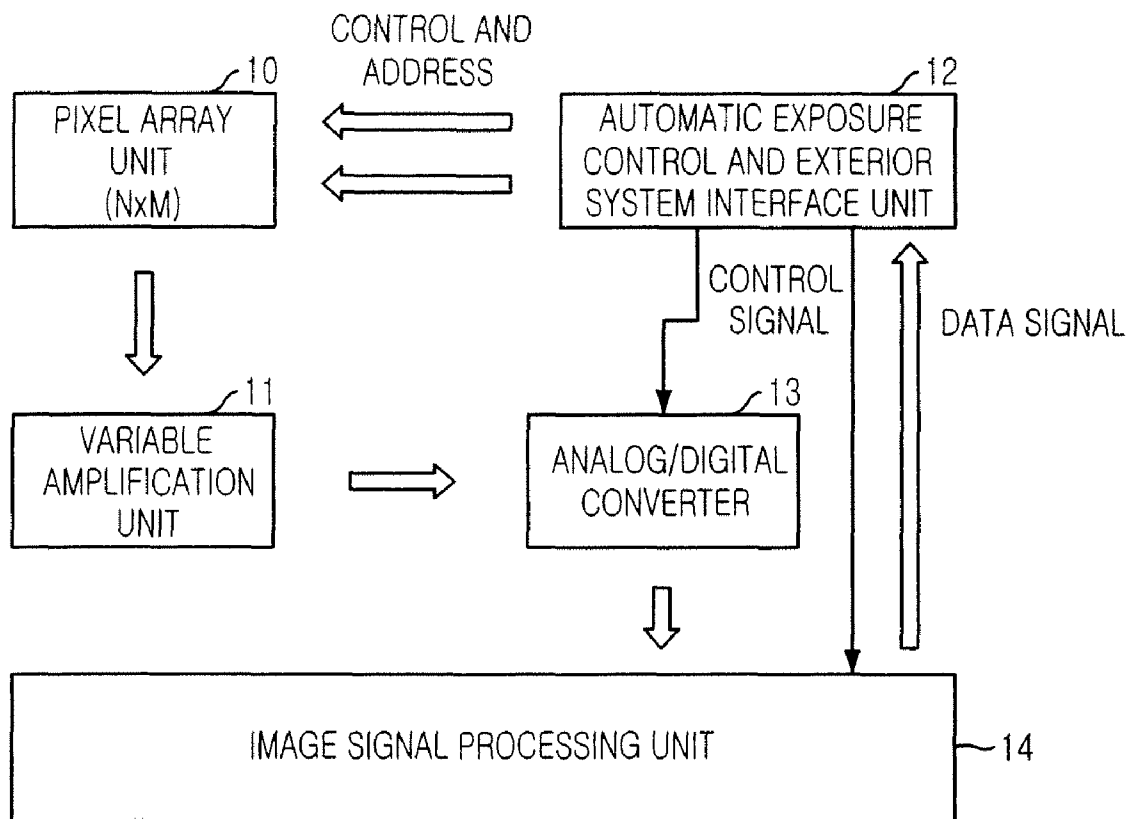 CONTROL AND
ADDRESS
10
12
PIXEL ARRAY
UNIT
(NxM)
AUTOMATIC EXPOSURE
CONTROL AND EXTERIOR
SYSTEM INTERFACE UNIT
CONTROL
SIGNAL
DATA SIGNAL
11
13
VARIABLE
AMPLIFICATION
UNIT
ANALOG/DIGITAL
CONVERTER
IMAGE SIGNAL PROCESSING UNIT
14